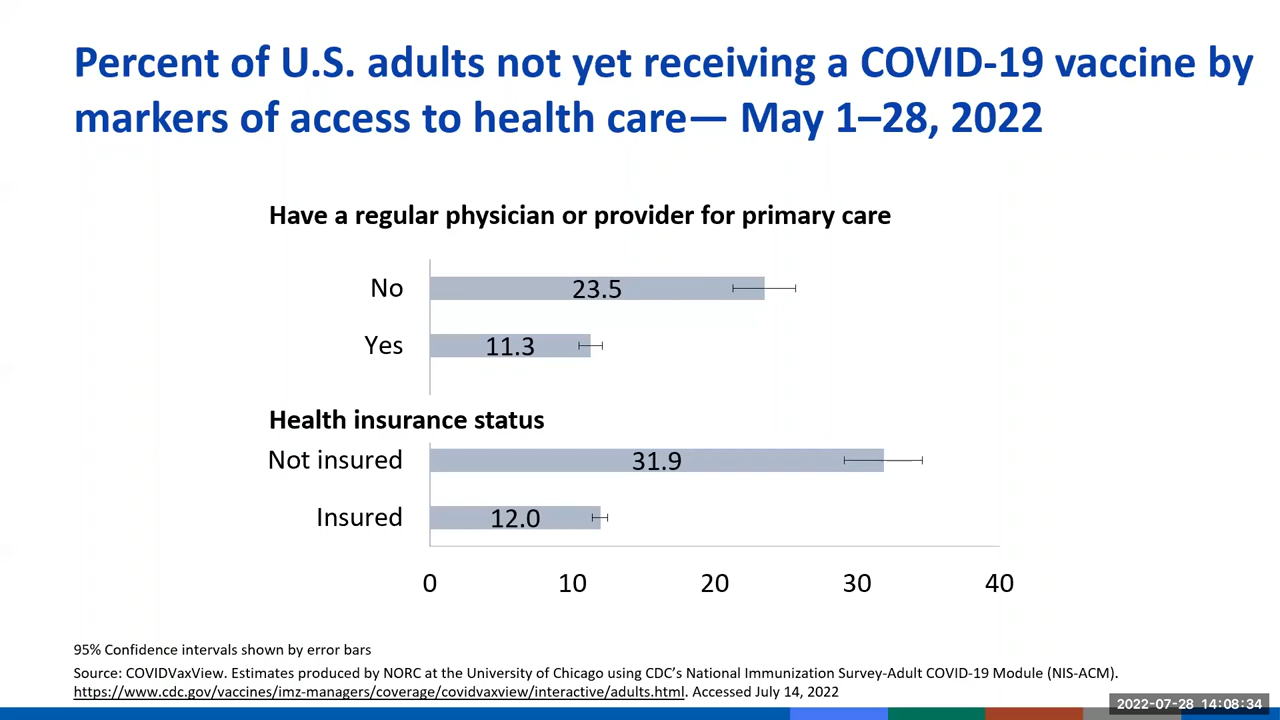 Percent of U.S. adults not yet receiving a COVID-19 vaccine by
markers of access to health care— May 1–28, 2022
Have a regular physician or provider for primary care
No 23.5
Yes 11.3
Health insurance status
Not insured 31.9
Insured 12.0
0 10 20 30 40
95% Confidence intervals shown by error bars
Source: COVIDVaxView. Estimates produced by NORC at the University of Chicago using CDC’s National Immunization Survey-Adult COVID-19 Module (NIS-ACM).
https://www.cdc.gov/vaccines/imz-managers/coverage/covidvaxview/interactive/adults.html. Accessed July 14, 2022
2022-07-28 14:08:34